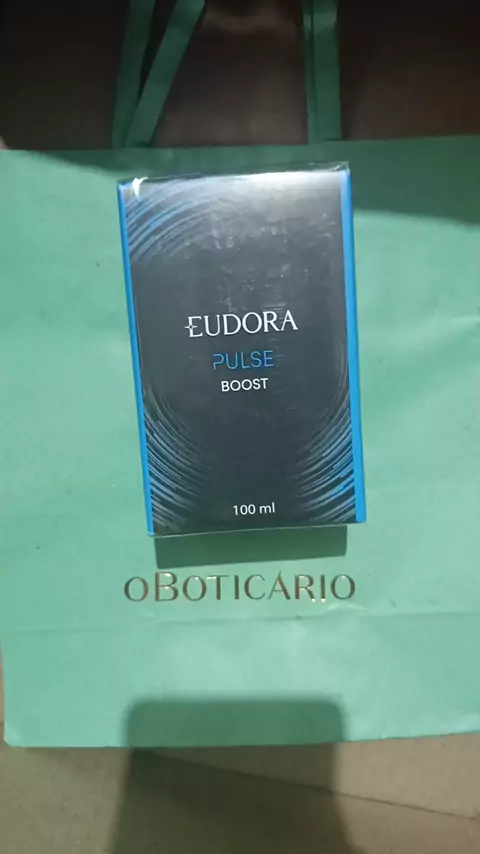 EUDORA
PULSE
BOOST
100 ml
oBOTICÁRIO